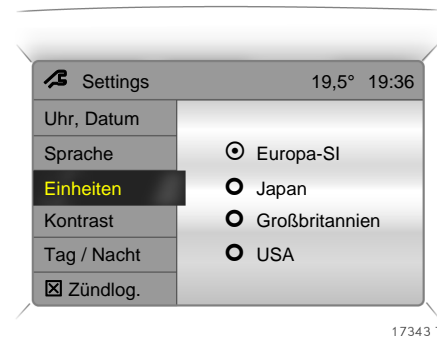 Settings 19,5° 19:36
Uhr, Datum
Sprache
Einheiten
Kontrast
Tag / Nacht
Zündlog.
Europa-SI
Japan
Großbritannien
USA
17343